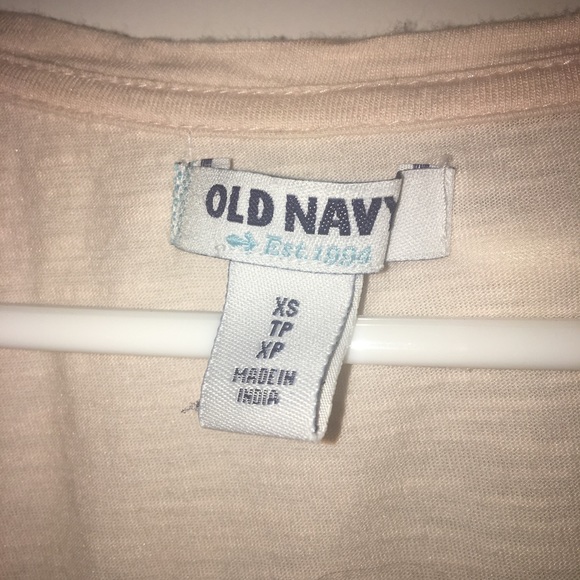 OLD NAVY
Est. 1994
XS
TP
XP
MADE IN
INDIA